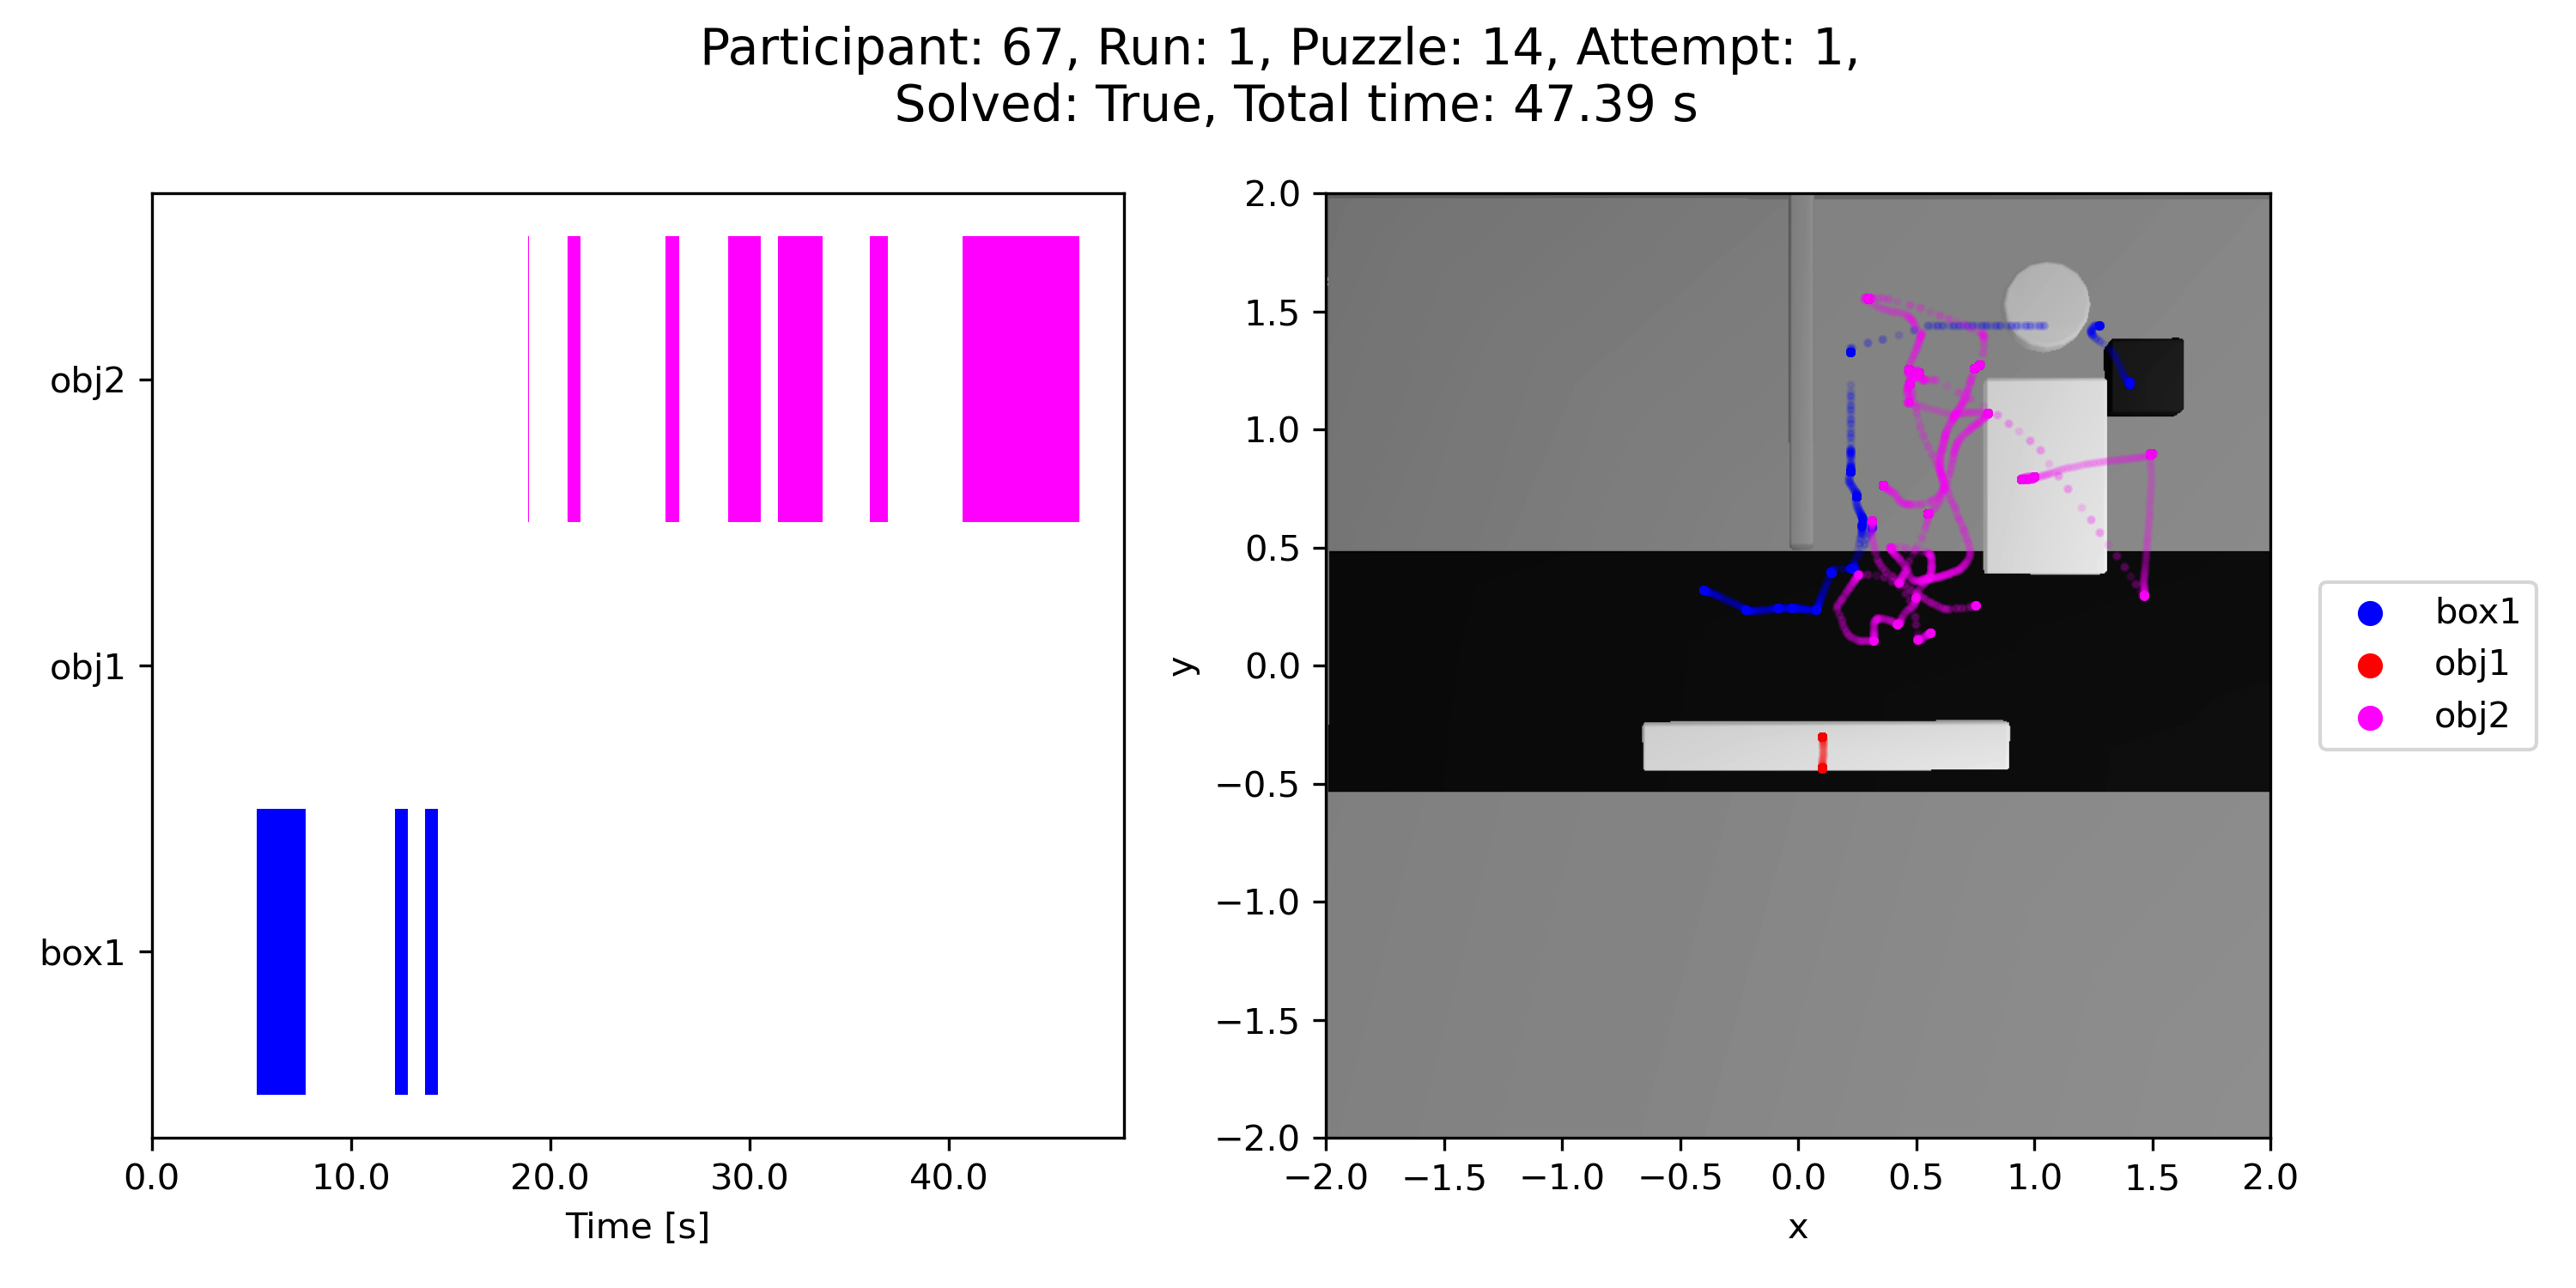 Participant: 67, Run: 1, Puzzle: 14, Attempt: 1,
Solved: True, Total time: 47.39 s
obj2
obj1
box1
0.0 10.0 20.0 30.0 40.0
Time [s]
2.0
1.5
1.0
0.5
0.0
−0.5
−1.0
−1.5
−2.0
y
−2.0 −1.5 −1.0 −0.5 0.0 0.5 1.0 1.5 2.0
x
box1
obj1
obj2